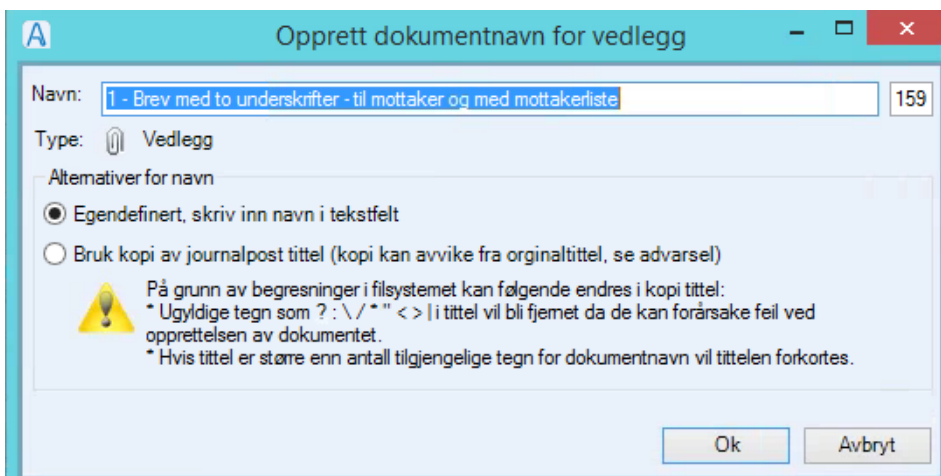 Opprett dokumentnavn for vedlegg
Navn: 1 - Brev med to underskrifter - til mottaker og med mottakerliste 159
Type: Vedlegg
Alternativer for navn
Egendefinert, skriv inn navn i tekstfelt
Bruk kopi av journalpost tittel (kopi kan avvike fra orginaltittel, se advarsel)
På grunn av begresninger i filsystemet kan følgende endres i kopi tittel:
* Ugyldige tegn som ? : \ / * " < > | i tittel vil bli fjernet da de kan forårsake feil ved
opprettelsen av dokumentet.
* Hvis tittel er større enn antall tilgjengelige tegn for dokumentnavn vil tittelen forkortes.
Ok Avbryt